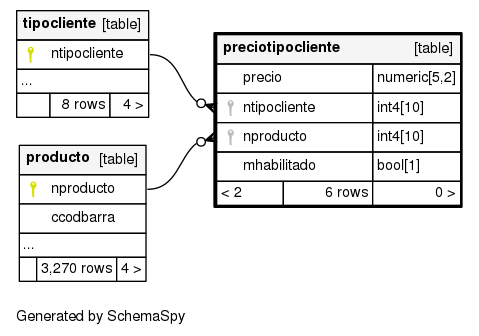 tipocliente [table]
ntipocliente
...
8 rows 4 >
producto [table]
nproducto
ccodbarra
...
3,270 rows 4 >
preciotipocliente [table]
precio numeric[5,2]
ntipocliente int4[10]
nproducto int4[10]
mhabilitado bool[1]
< 2 6 rows 0 >
Generated by SchemaSpy